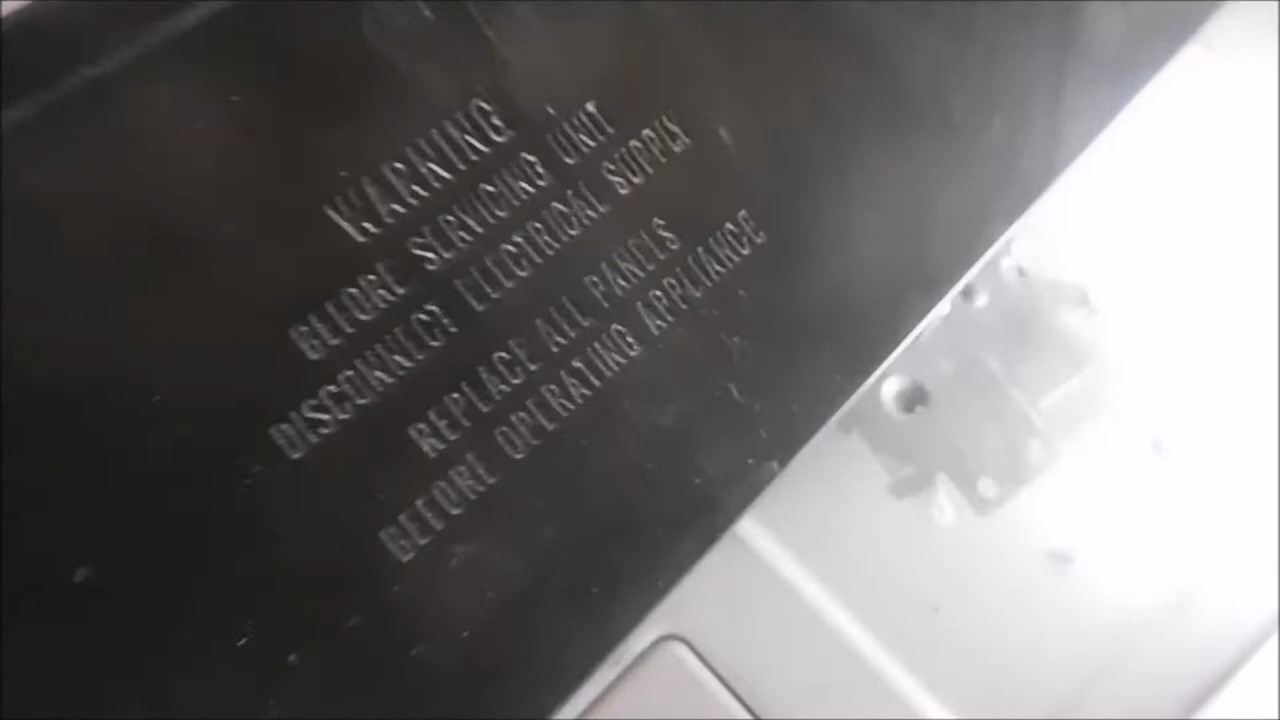 WARNING
BEFORE SERVICING UNIT
DISCONNECT ELECTRICAL SUPPLY
REPLACE ALL PANELS
BEFORE OPERATING APPLIANCE